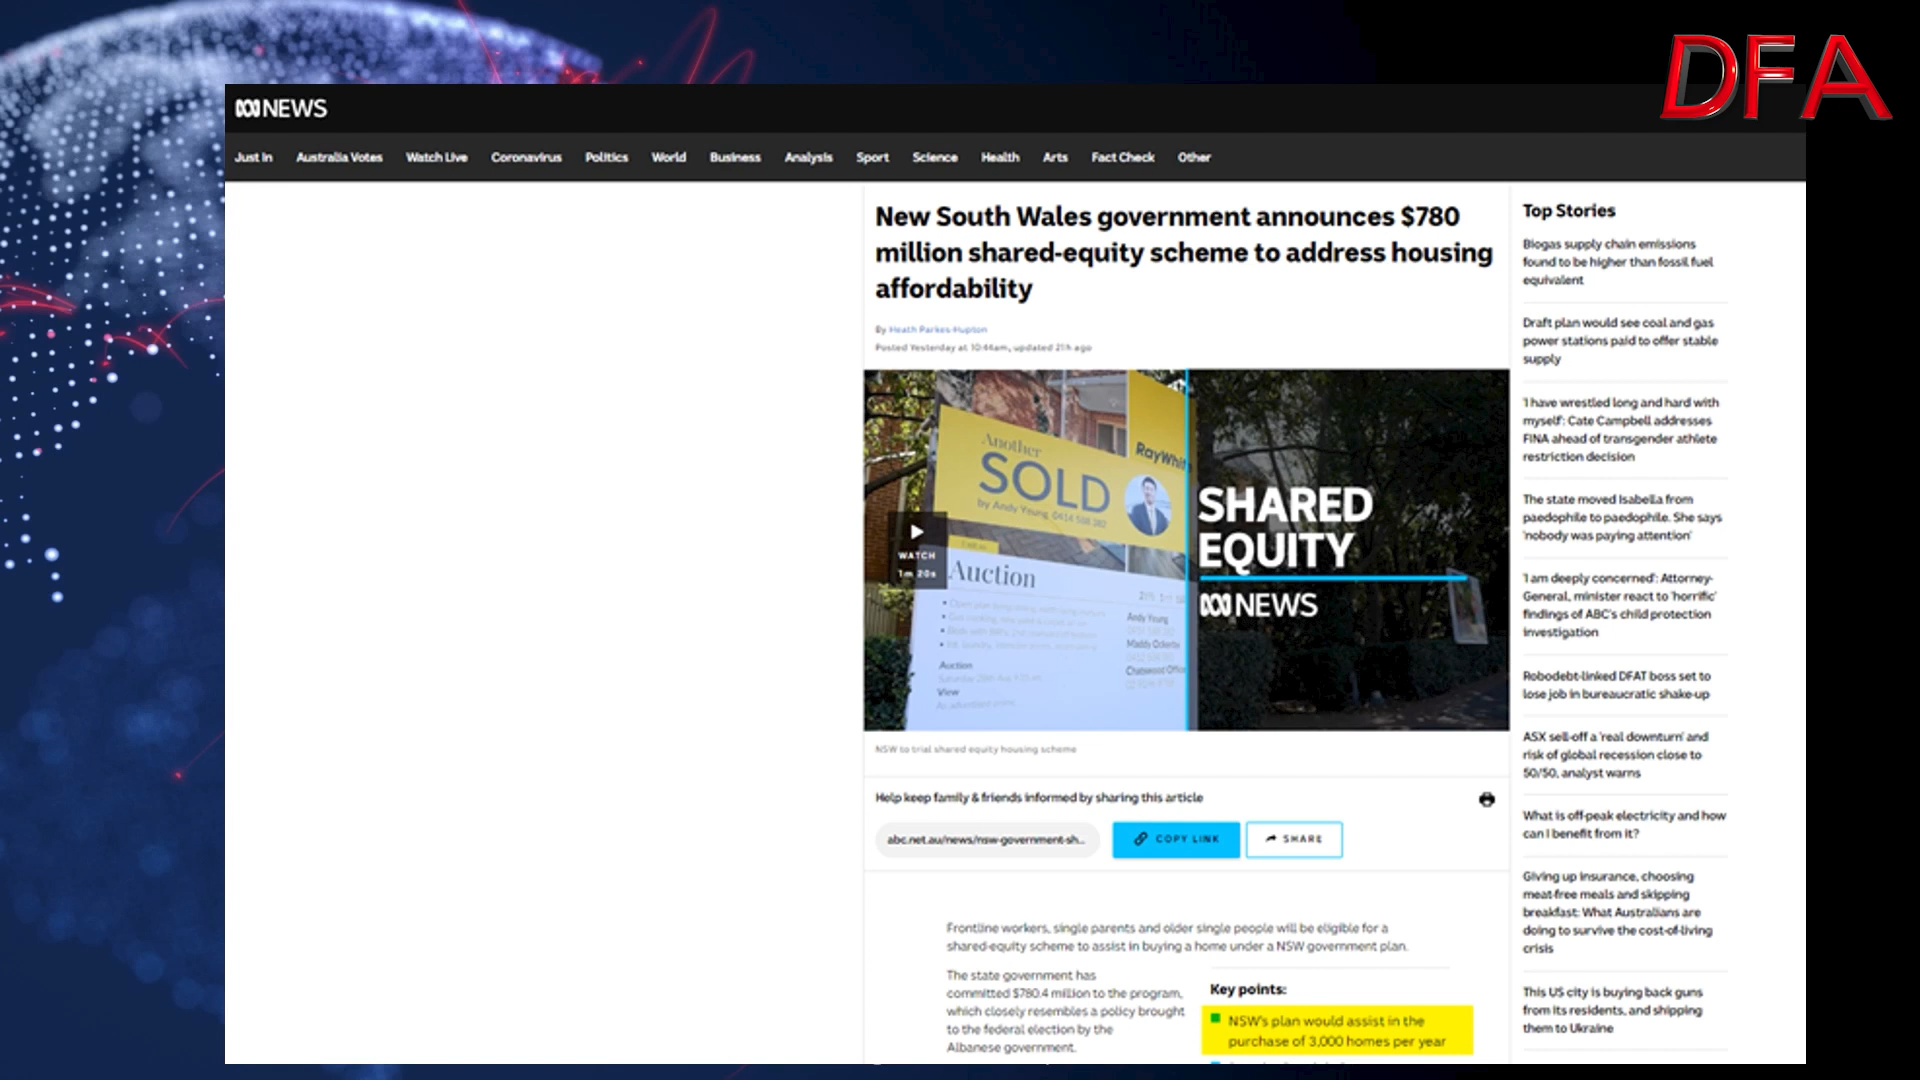 DFA
NEWS
Just In Australia Votes Watch Live Coronavirus Politics World Business Analysis Sport Science Health Arts Fact Check Other
New South Wales government announces $780
million shared-equity scheme to address housing
affordability
By Heath Parkes-Hupton
Posted Yesterday at 10:44am, updated 21h ago
Another
SOLD
by Andy Young
RayWhite
WATCH
1m 20s
Auction
Andy Young
Auction
View
SHARED
EQUITY
NEWS
NSW to trial shared equity housing scheme
Help keep family & friends informed by sharing this article
abc.net.au/news/nsw-government-sh...
COPY LINK
SHARE
Frontline workers, single parents and older single people will be eligible for a
shared-equity scheme to assist in buying a home under a NSW government plan.
The state government has
committed $780.4 million to the program,
which closely resembles a policy brought
to the federal election by the
Albanese government.
Key points:
NSW's plan would assist in the
purchase of 3,000 homes per year
Top Stories
Biogas supply chain emissions
found to be higher than fossil fuel
equivalent
Draft plan would see coal and gas
power stations paid to offer stable
supply
'I have wrestled long and hard with
myself': Cate Campbell addresses
FINA ahead of transgender athlete
restriction decision
The state moved Isabella from
paedophile to paedophile. She says
'nobody was paying attention'
'I am deeply concerned': Attorney-
General, minister react to 'horrific'
findings of ABC's child protection
investigation
Robodebt-linked DFAT boss set to
lose job in bureaucratic shake-up
ASX sell-off a 'real downturn' and
risk of global recession close to
50/50, analyst warns
What is off-peak electricity and how
can I benefit from it?
Giving up insurance, choosing
meat-free meals and skipping
breakfast: What Australians are
doing to survive the cost-of-living
crisis
This US city is buying back guns
from its residents, and shipping
them to Ukraine